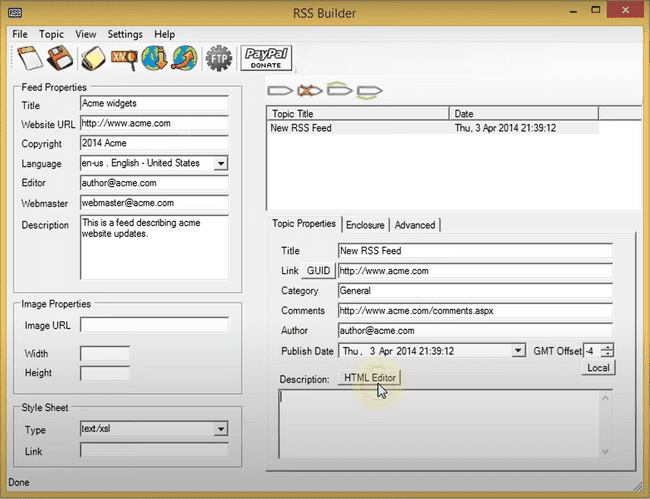 RSS
RSS Builder
File Topic View Settings Help
XML
FTP
PayPal
DONATE
Feed Properties
Title Acme widgets
Website URL http://www.acme.com
Copyright 2014 Acme
Language en-us . English - United States
Editor author@acme.com
Webmaster webmaster@acme.com
Description This is a feed describing acme
website updates.
Image Properties
Image URL
Width
Height
Style Sheet
Type text/xsl
Link
Topic Title Date
New RSS Feed Thu, 3 Apr 2014 21:39:12
Topic Properties Enclosure Advanced
Title New RSS Feed
Link GUID http://www.acme.com
Category General
Comments http://www.acme.com/comments.aspx
Author author@acme.com
Publish Date Thu, 3 Apr 2014 21:39:12 GMT Offset -4
Local
Description: HTML Editor
Done